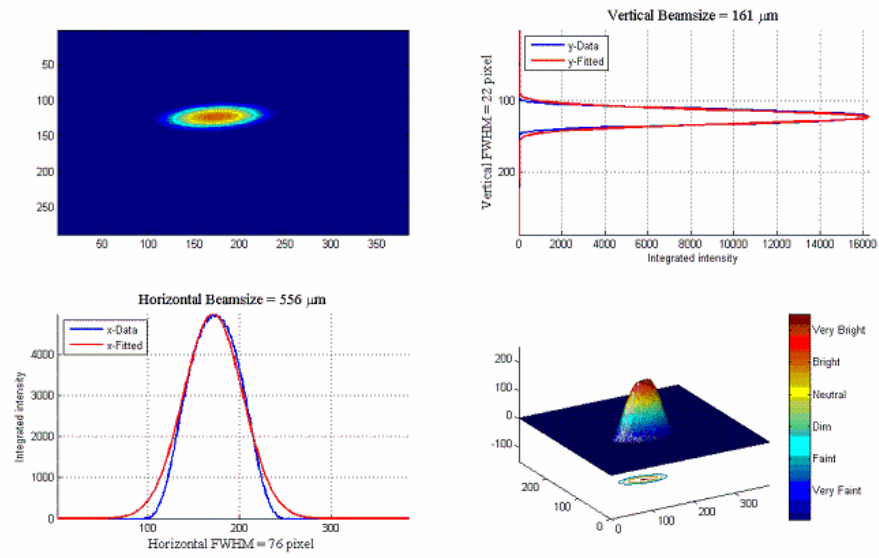 50
100
150
200
250
50 100 150 200 250 300 350
Vertical Beamsize = 161 μm
y-Data
y-Fitted
100
200
Vertical FWHM = 22 pixel
0 2000 4000 6000 8000 10000 12000 14000 16000
Integrated intensity
Horizontal Beamsize = 556 μm
x-Data
x-Fitted
4000
3000
2000
1000
0
Integrated intensity
100 200 300
Horizontal FWHM = 76 pixel
200
100
0
-100
200
100
0
0
100
200
300
Very Bright
Bright
Neutral
Dim
Faint
Very Faint